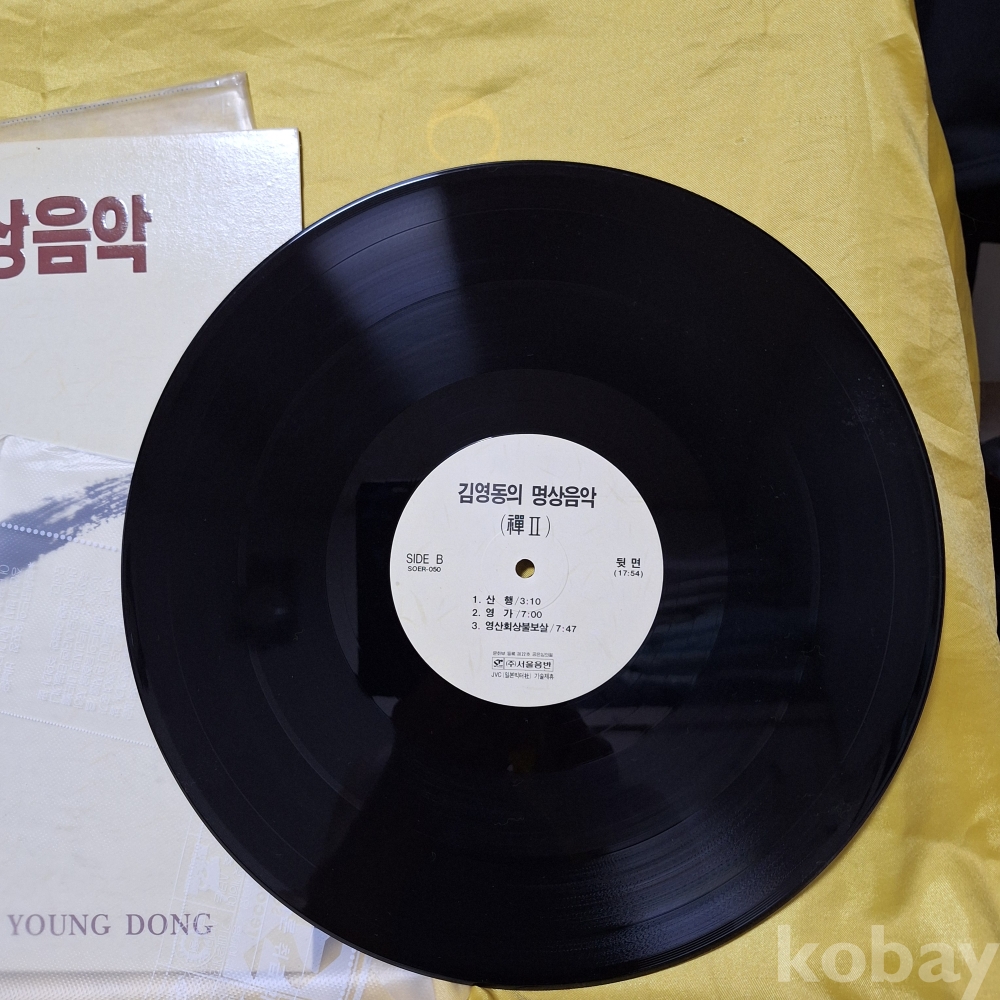 상음악
YOUNG DONG
김영동의 명상음악
(禪 II)
SIDE B
SOER-050
뒷 면
(17:54)
1. 산 행/3:10
2. 영 가/7:00
3. 영산회상불보살/7:47
(주)서울음반
JVC (일본빅터社) 기술제휴
kobay